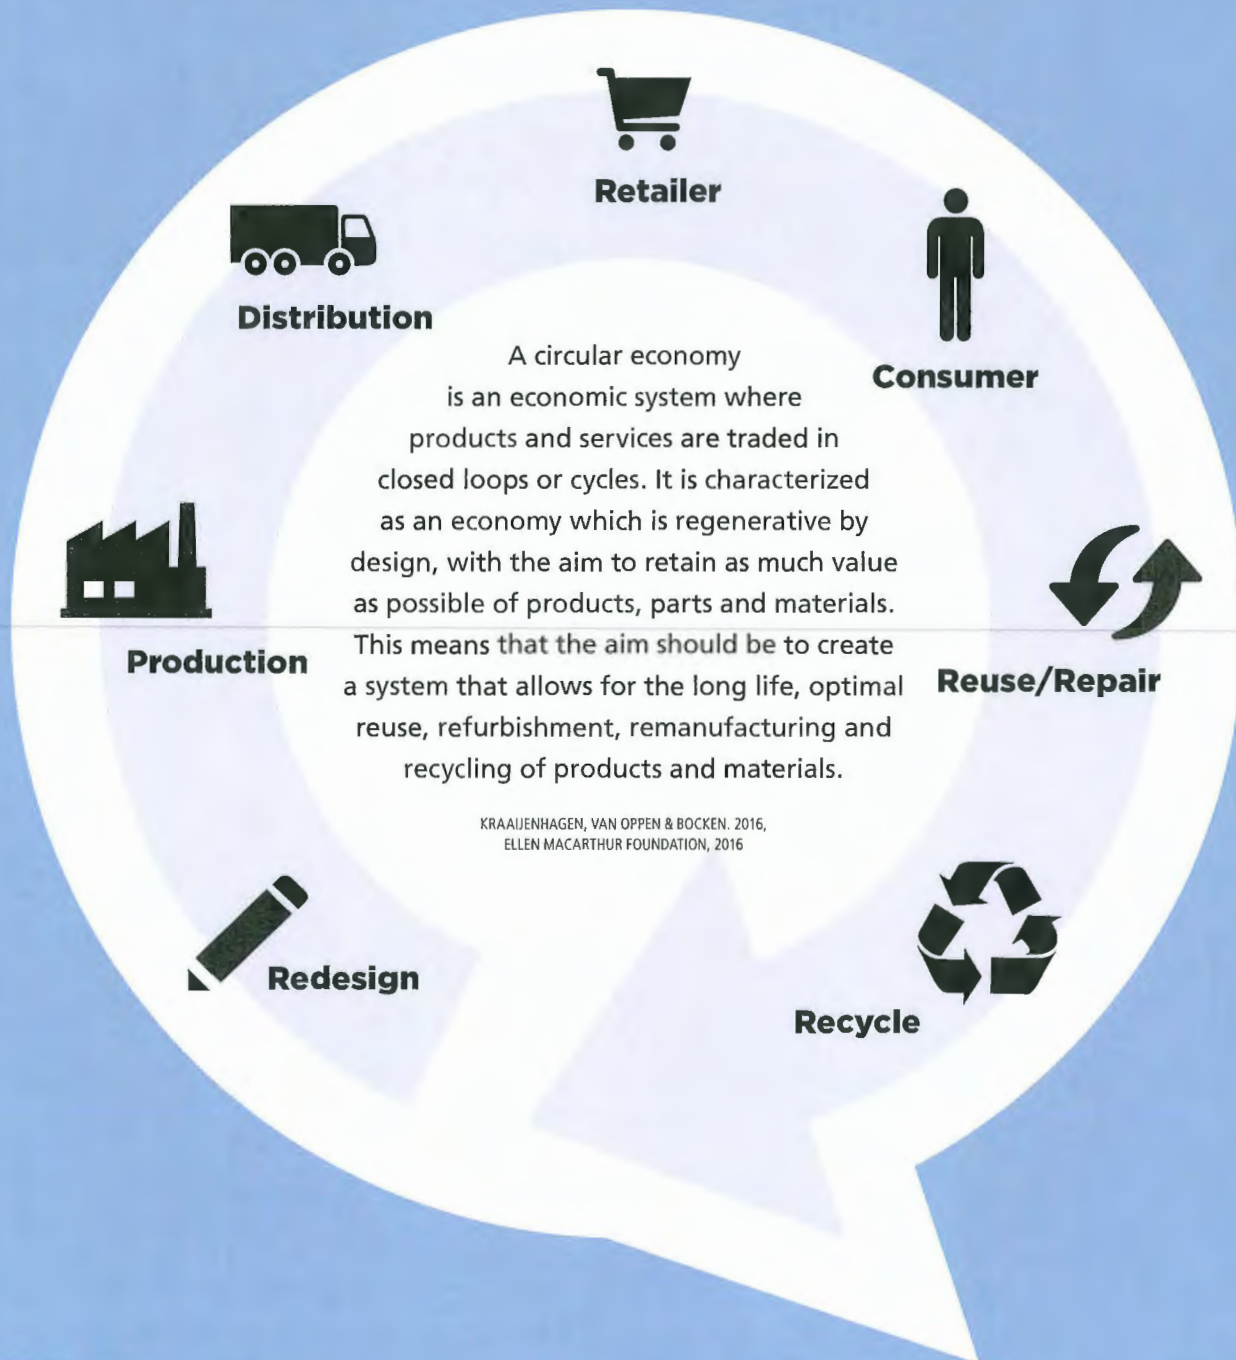 Retailer
Distribution
Consumer
A circular economy
is an economic system where
products and services are traded in
closed loops or cycles. It is characterized
as an economy which is regenerative by
design, with the aim to retain as much value
as possible of products, parts and materials.
This means that the aim should be to create
a system that allows for the long life, optimal
reuse, refurbishment, remanufacturing and
recycling of products and materials.
KRAAIJENHAGEN, VAN OPPEN & BOCKEN. 2016,
ELLEN MACARTHUR FOUNDATION, 2016
Production
Reuse/Repair
Redesign
Recycle